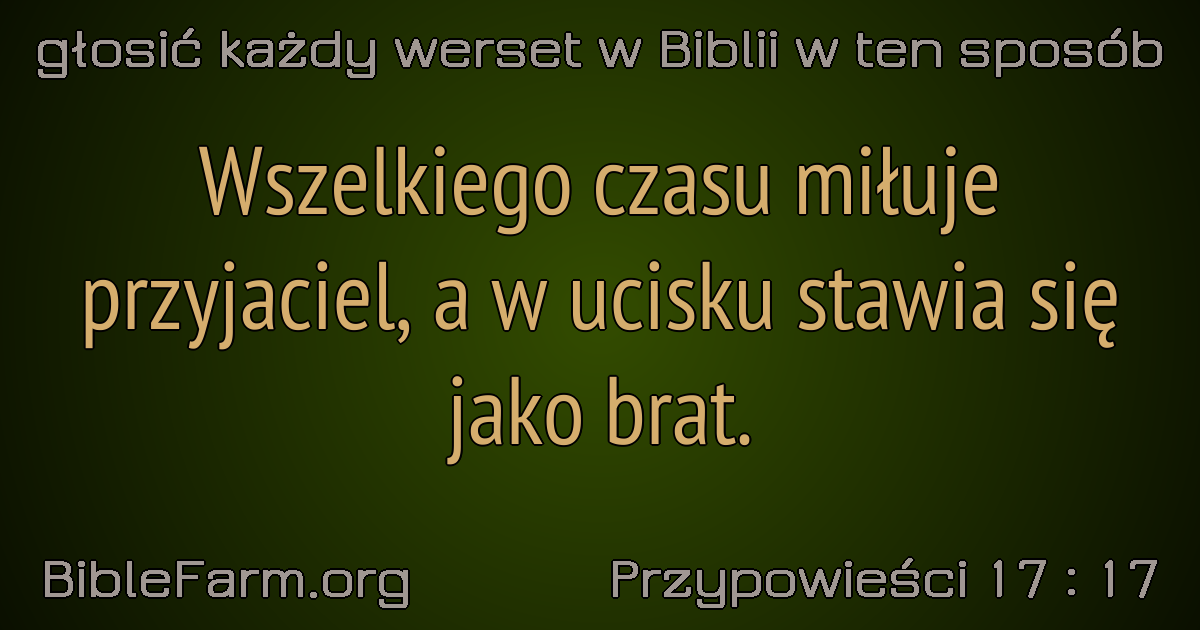 głosić każdy werset w Biblii w ten sposób
Wszelkiego czasu miłuje
przyjaciel, a w ucisku stawia się
jako brat.
BibleFarm.org
Przypowieści 17 : 17